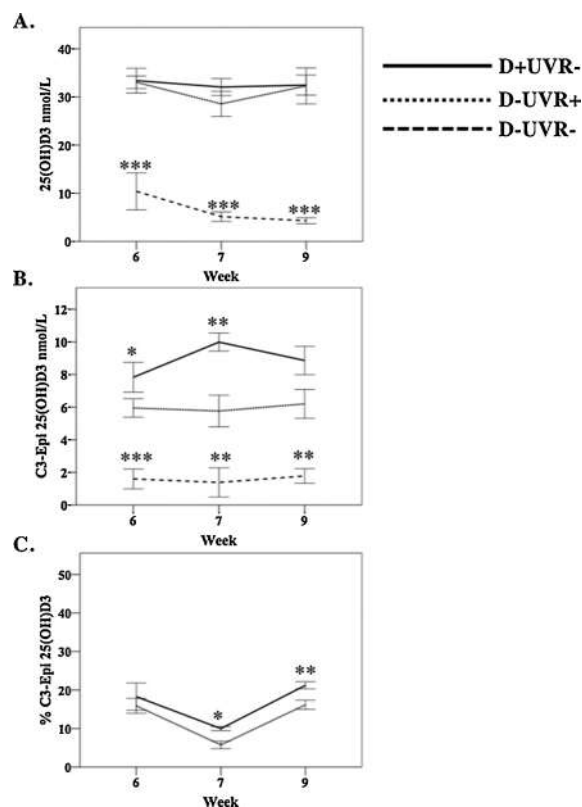 A.
40
30
20
10
0
25(OH)D3 nmol/L
***
***
***
6 7 9
Week
D+UVR-
D-UVR+
D-UVR-
B.
12
10
8
6
4
2
0
C3-Epi 25(OH)D3 nmol/L
*
**
***
**
**
6 7 9
Week
C.
50
40
30
20
10
0
% C3-Epi 25(OH)D3
*
**
6 7 9
Week